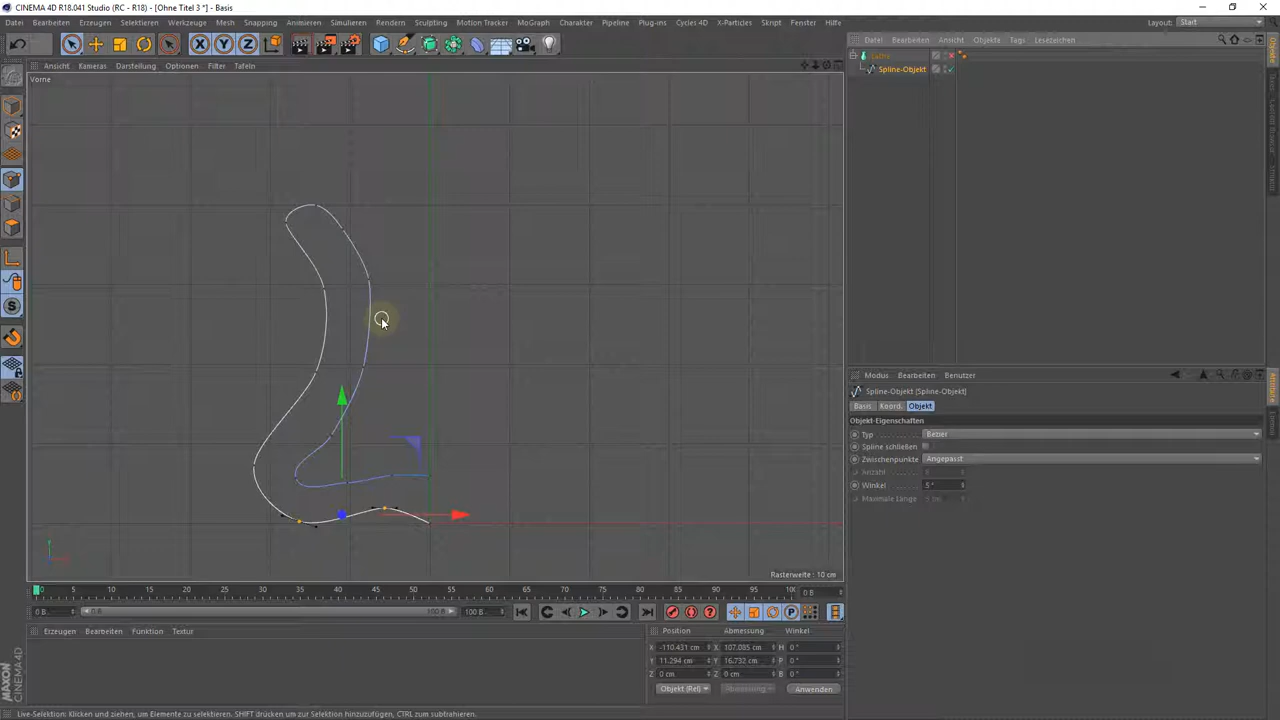 CINEMA 4D R18.041 Studio (RC - R18) - [Ohne Titel 3 *] - Basis
Datei Bearbeiten Erzeugen Selektieren Werkzeuge Mesh Snapping Animieren Simulieren Rendern Sculpting Motion Tracker MoGraph Charakter Pipeline Plug-ins Cycles 4D X-Particles Skript Fenster Hilfe Layout: Start
Datei Bearbeiten Ansicht Objekte Tags Lesezeichen
X Y Z
Ansicht Kameras Darstellung Optionen Filter Tafeln
Vorne
Spline-Objekt
Modus Bearbeiten Benutzer
Spline-Objekt [Spline-Objekt]
Basis Koord. Objekt
Objekt-Eigenschaften
Typ Bezier
Spline schließen
Zwischenpunkte Angepasst
Anzahl 8
Winkel 5°
Maximale Länge
S
P
Rasterweite : 10 cm
0 5 10 15 20 25 30 35 40 45 50 55 60 65 70 75 80 85 90 95 100 0 B
0 B 0 B 100 B 100 B
Erzeugen Bearbeiten Funktion Textur
Position Abmessung Winkel
X -110.431 cm X 107.085 cm H 0°
Y 11.294 cm Y 16.732 cm P 0°
Z 0 cm Z 0 cm B 0°
Objekt (Rel) Abmessung Anwenden
MAXON CINEMA 4D
Live-Selektion: Klicken und ziehen, um Elemente zu selektieren. SHIFT drücken um zur Selektion hinzuzufügen, CTRL zum subtrahieren.